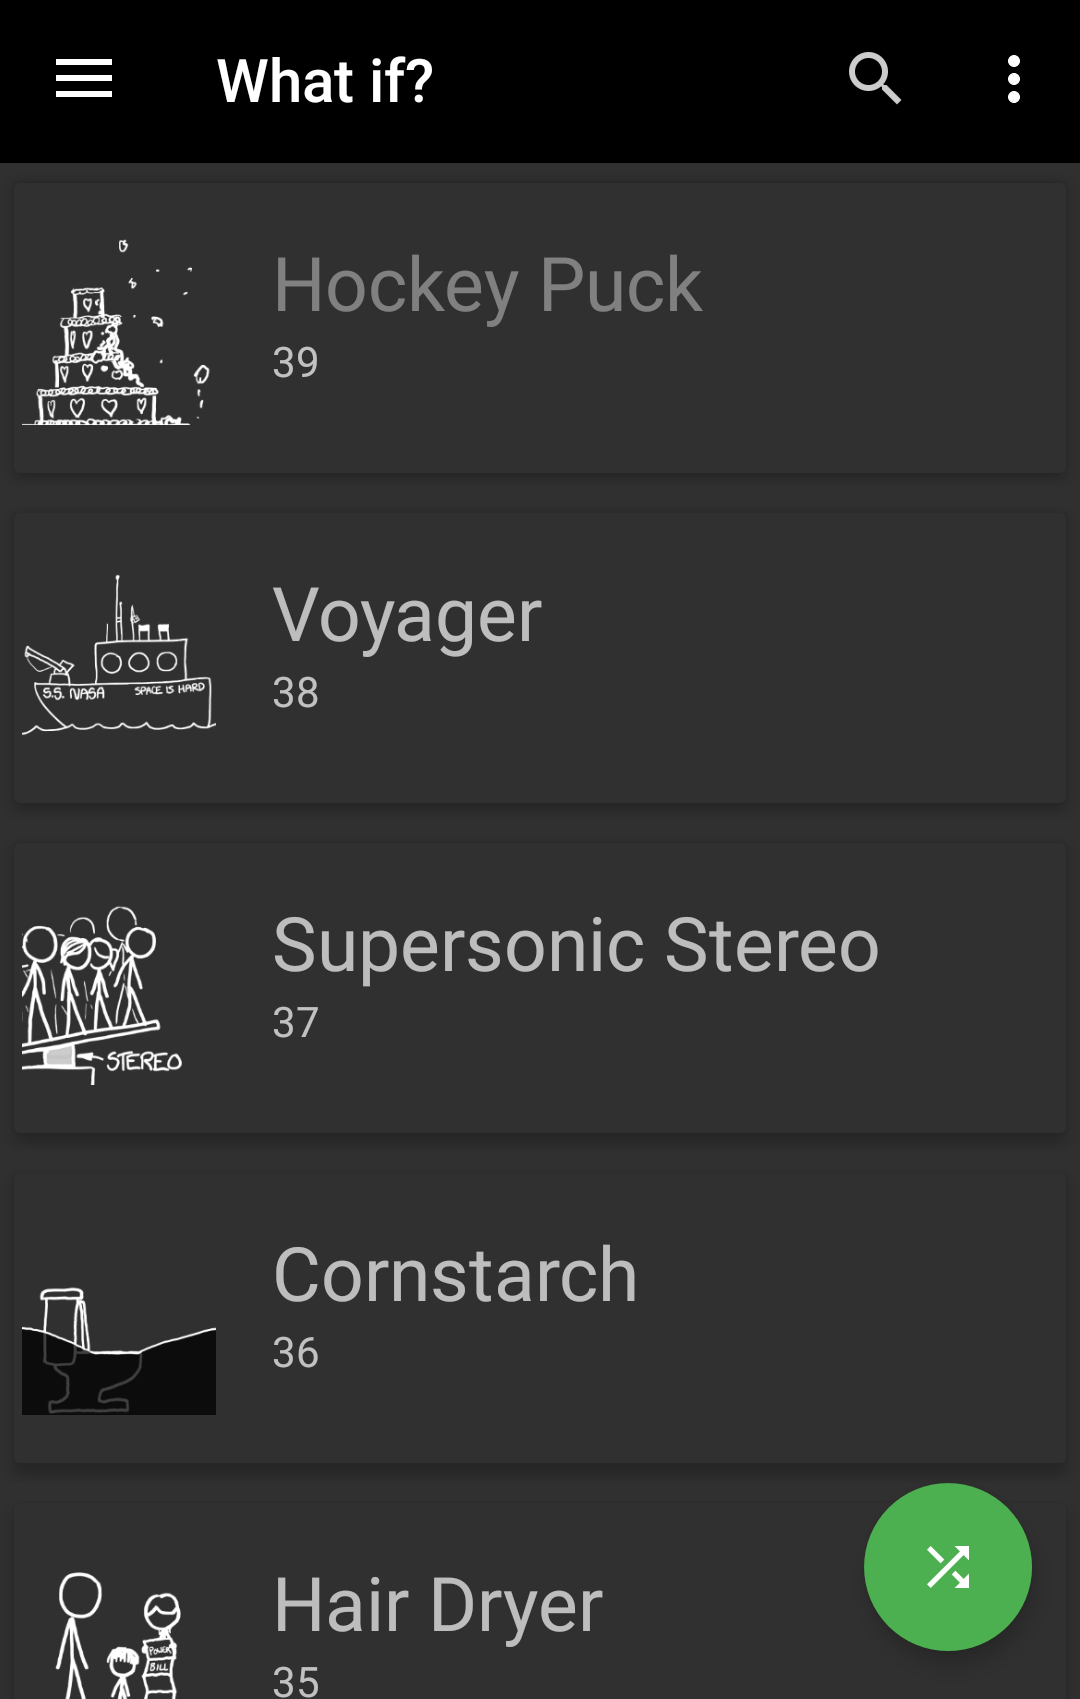 What if?
Hockey Puck
39
Voyager
38
S.S. NASA SPACE IS HARD
Supersonic Stereo
37
STEREO
Cornstarch
36
Hair Dryer
35
POWER
BILL